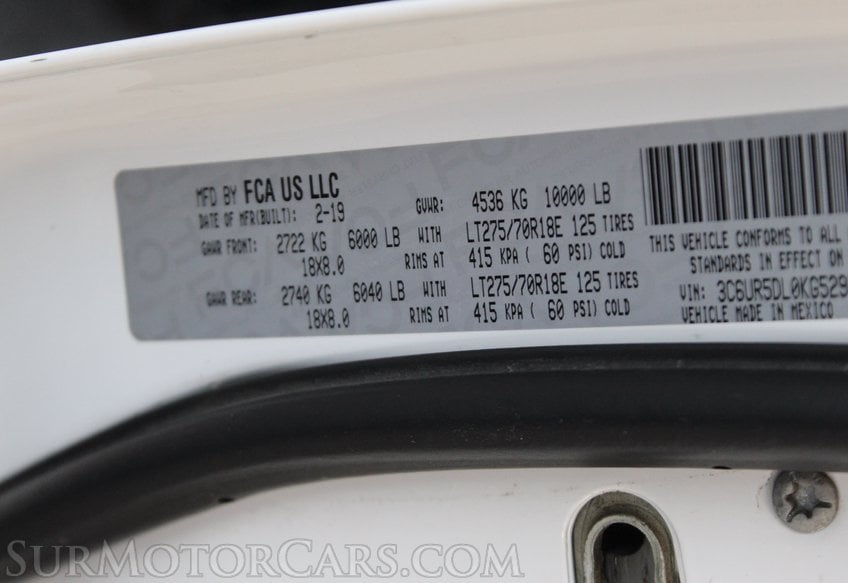 MFD BY FCA US LLC
DATE OF MFR(BUILT): 2-19 GVWR: 4536 KG 10000 LB
GAWR FRONT: 2722 KG 6000 LB WITH LT275/70R18E 125 TIRES
18X8.0 RIMS AT 415 KPA ( 60 PSI) COLD
GAWR REAR: 2740 KG 6040 LB WITH LT275/70R18E 125 TIRES
18X8.0 RIMS AT 415 KPA ( 60 PSI) COLD
THIS VEHICLE CONFORMS TO ALL
STANDARDS IN EFFECT ON
VIN: 3C6UR5DL0KG529
VEHICLE MADE IN MEXICO
SURMOTORCARS.COM